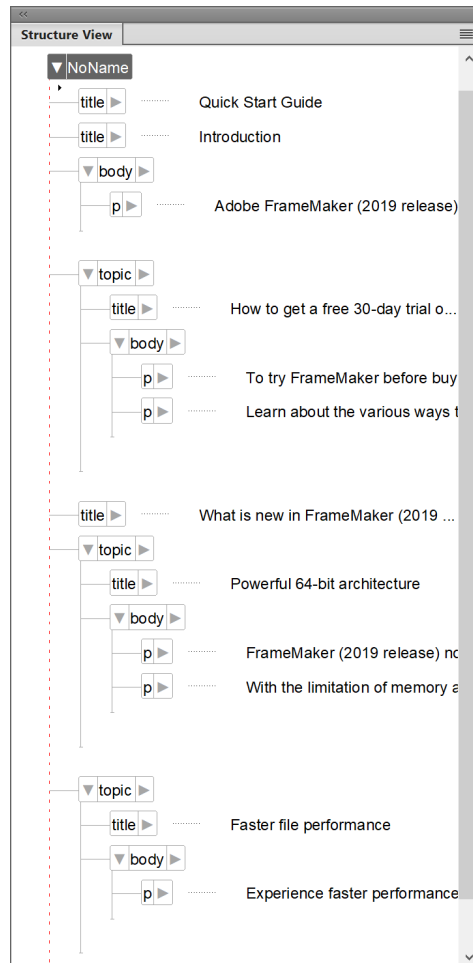 Structure View
NoName
title Quick Start Guide
title Introduction
body
p Adobe FrameMaker (2019 release)
topic
title How to get a free 30-day trial o...
body
p To try FrameMaker before buy
p Learn about the various ways t
title What is new in FrameMaker (2019 ...
topic
title Powerful 64-bit architecture
body
p FrameMaker (2019 release) no
p With the limitation of memory a
topic
title Faster file performance
body
p Experience faster performance